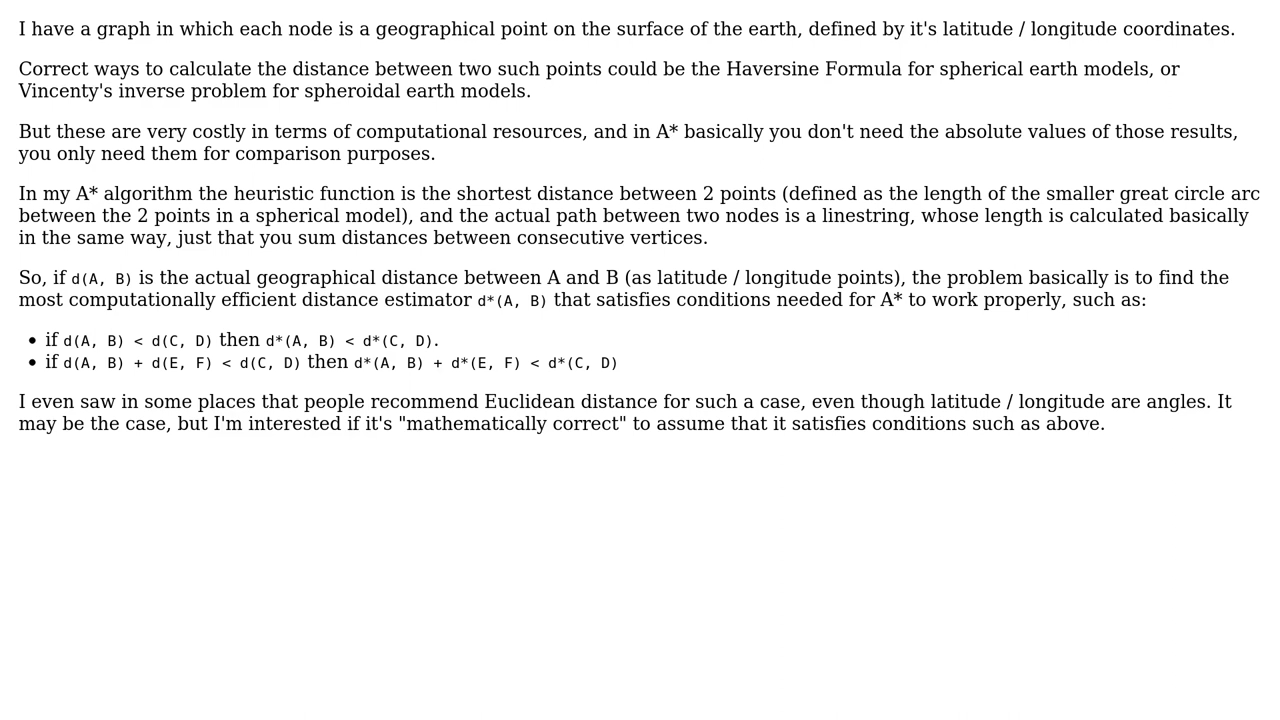 I have a graph in which each node is a geographical point on the surface of the earth, defined by it's latitude / longitude coordinates.
Correct ways to calculate the distance between two such points could be the Haversine Formula for spherical earth models, or
Vincenty's inverse problem for spheroidal earth models.
But these are very costly in terms of computational resources, and in A* basically you don't need the absolute values of those results,
you only need them for comparison purposes.
In my A* algorithm the heuristic function is the shortest distance between 2 points (defined as the length of the smaller great circle arc
between the 2 points in a spherical model), and the actual path between two nodes is a linestring, whose length is calculated basically
in the same way, just that you sum distances between consecutive vertices.
So, if d(A, B) is the actual geographical distance between A and B (as latitude / longitude points), the problem basically is to find the
most computationally efficient distance estimator d*(A, B) that satisfies conditions needed for A* to work properly, such as:
• if d(A, B) < d(C, D) then d*(A, B) < d*(C, D).
• if d(A, B) + d(E, F) < d(C, D) then d*(A, B) + d*(E, F) < d*(C, D)
I even saw in some places that people recommend Euclidean distance for such a case, even though latitude / longitude are angles. It
may be the case, but I'm interested if it's "mathematically correct" to assume that it satisfies conditions such as above.